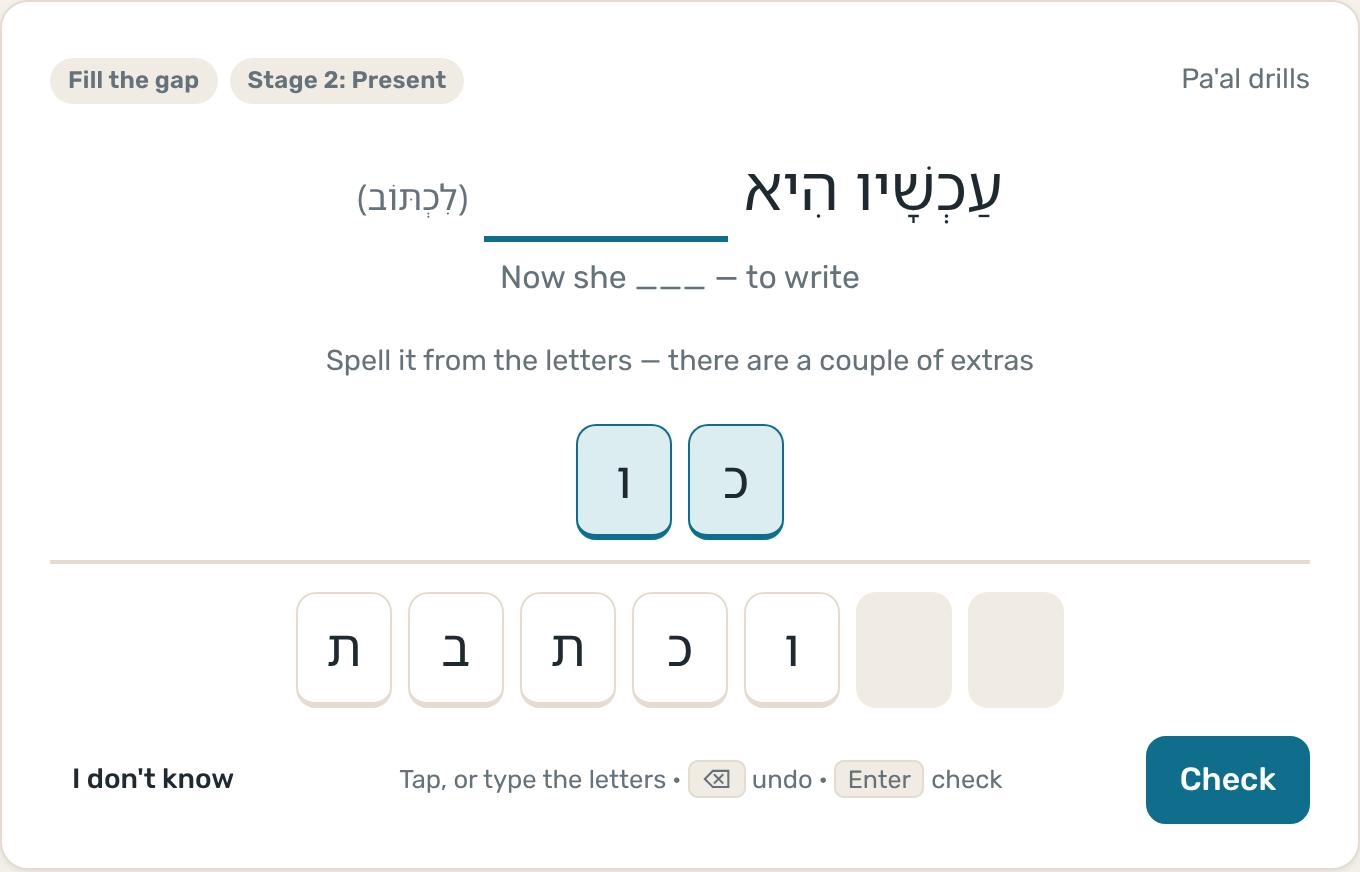 Fill the gap Stage 2: Present Pa'al drills
עַכְשָׁיו הִיא ______ (לִכְתּוֹב)
Now she ___ — to write
Spell it from the letters — there are a couple of extras
כ ו
ת ב ת כ ו
I don't know Tap, or type the letters • ⌫ undo • Enter check Check